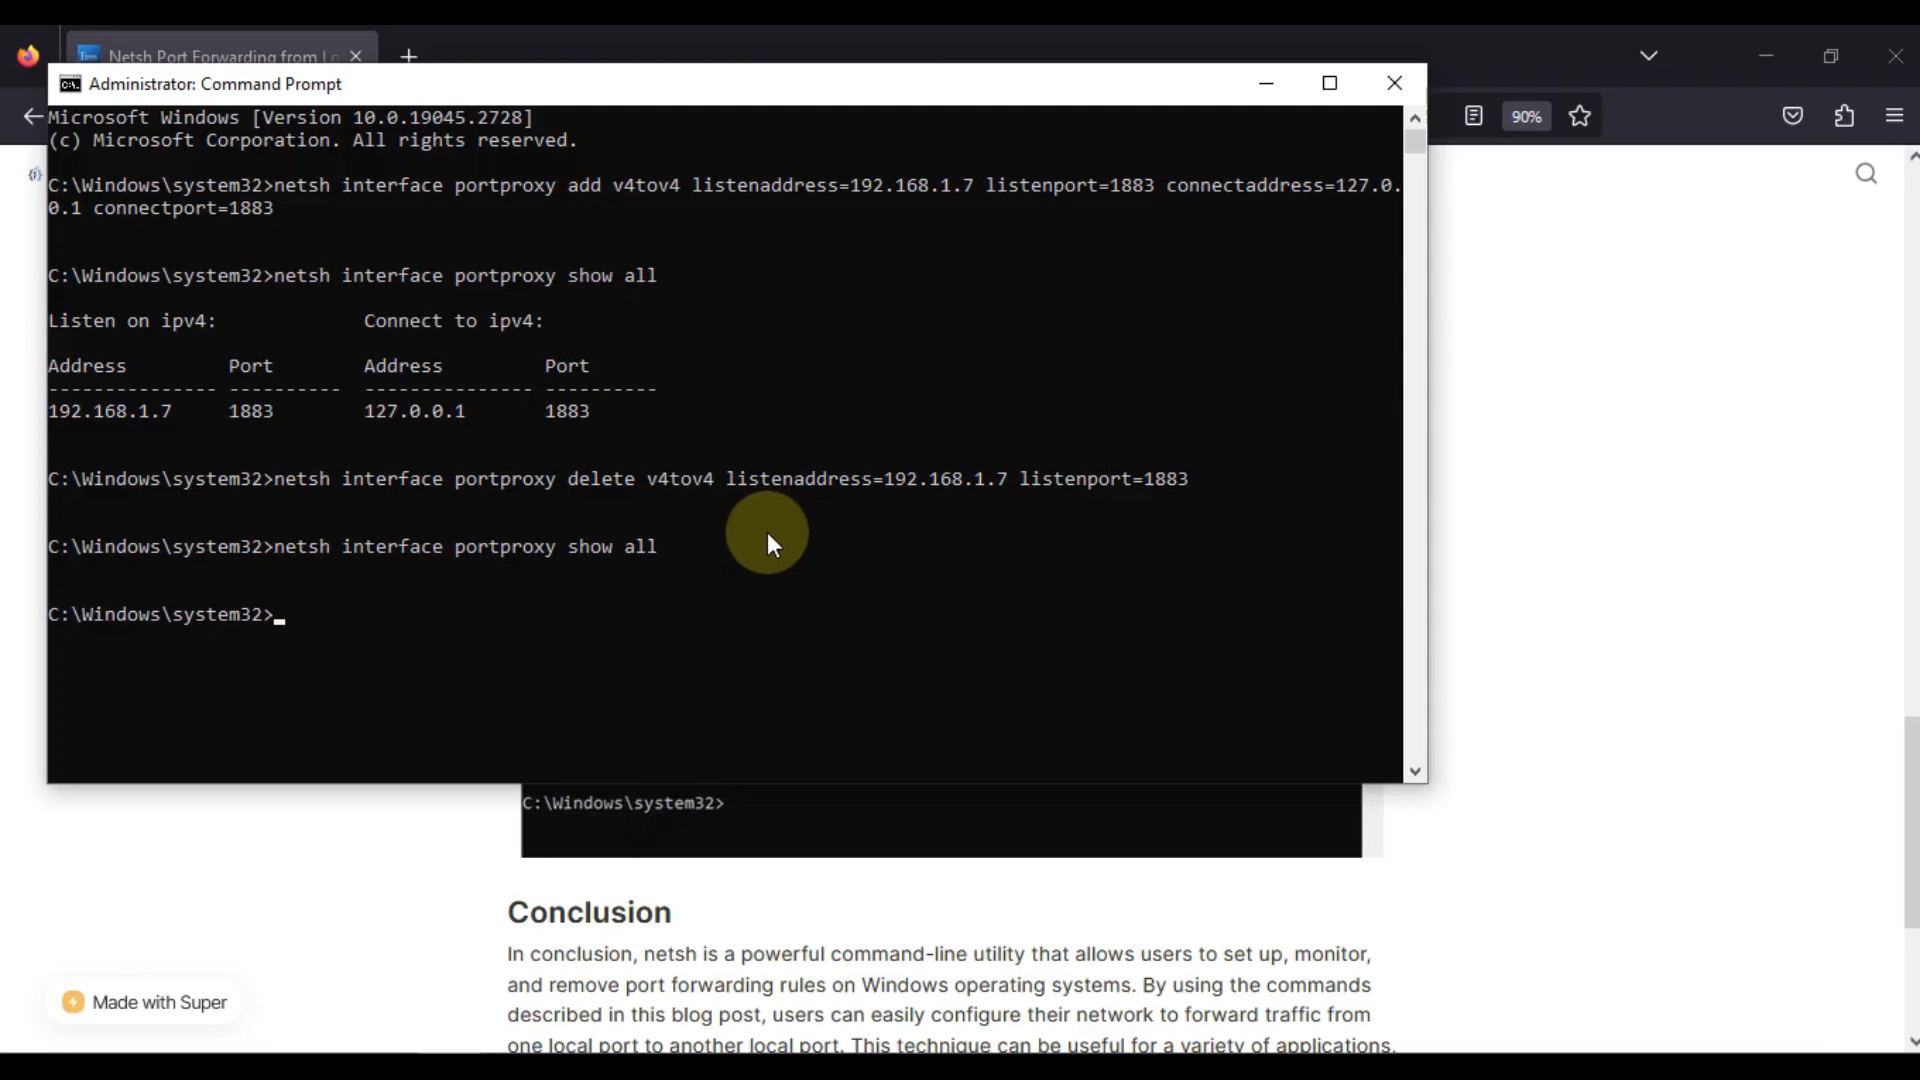 Netsh Port Forwarding from Lo
Administrator: Command Prompt
90%
Microsoft Windows [Version 10.0.19045.2728]
(c) Microsoft Corporation. All rights reserved.
C:\Windows\system32>netsh interface portproxy add v4tov4 listenaddress=192.168.1.7 listenport=1883 connectaddress=127.0.
0.1 connectport=1883
C:\Windows\system32>netsh interface portproxy show all
Listen on ipv4:             Connect to ipv4:
Address         Port        Address         Port
--------------- ----------  --------------- ----------
192.168.1.7     1883        127.0.0.1       1883
C:\Windows\system32>netsh interface portproxy delete v4tov4 listenaddress=192.168.1.7 listenport=1883
C:\Windows\system32>netsh interface portproxy show all
C:\Windows\system32>
C:\Windows\system32>
Conclusion
In conclusion, netsh is a powerful command-line utility that allows users to set up, monitor,
and remove port forwarding rules on Windows operating systems. By using the commands
described in this blog post, users can easily configure their network to forward traffic from
one local port to another local port. This technique can be useful for a variety of applications,
Made with Super